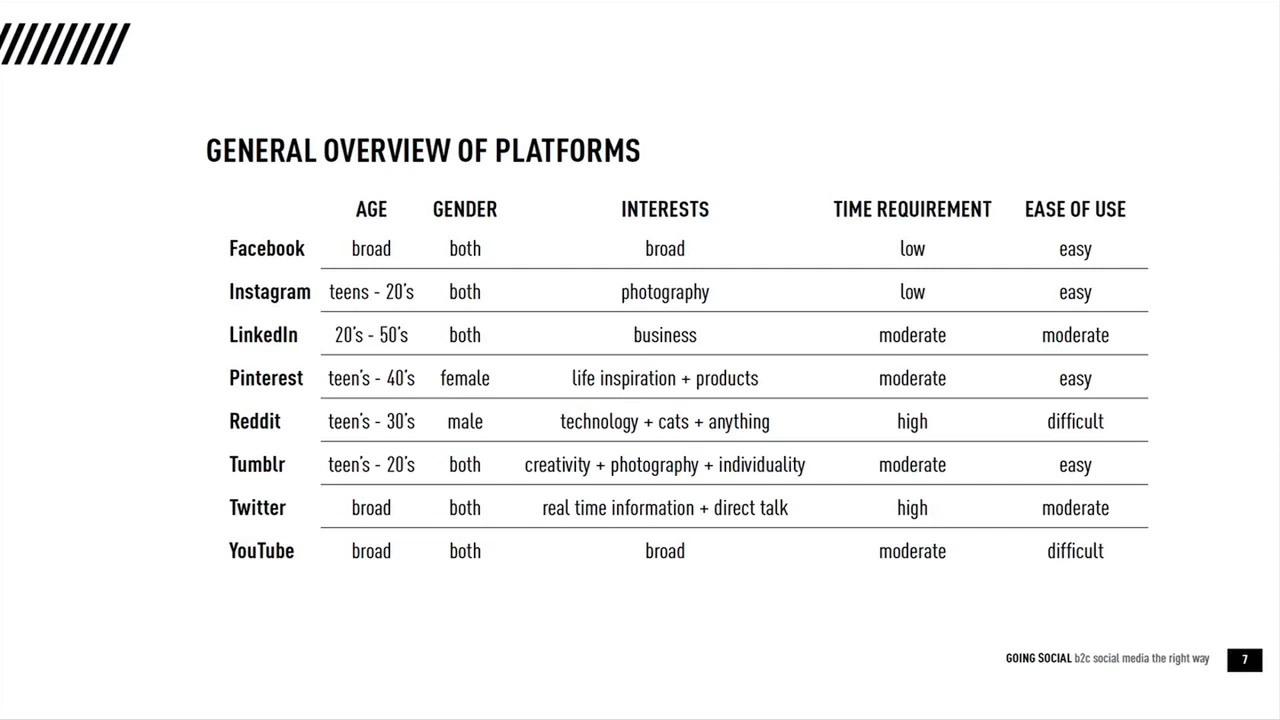 GENERAL OVERVIEW OF PLATFORMS
AGE GENDER INTERESTS TIME REQUIREMENT EASE OF USE
Facebook broad both broad low easy
Instagram teens - 20's both photography low easy
LinkedIn 20's - 50's both business moderate moderate
Pinterest teen's - 40's female life inspiration + products moderate easy
Reddit teen's - 30's male technology + cats + anything high difficult
Tumblr teen's - 20's both creativity + photography + individuality moderate easy
Twitter broad both real time information + direct talk high moderate
YouTube broad both broad moderate difficult
GOING SOCIAL b2c social media the right way 7